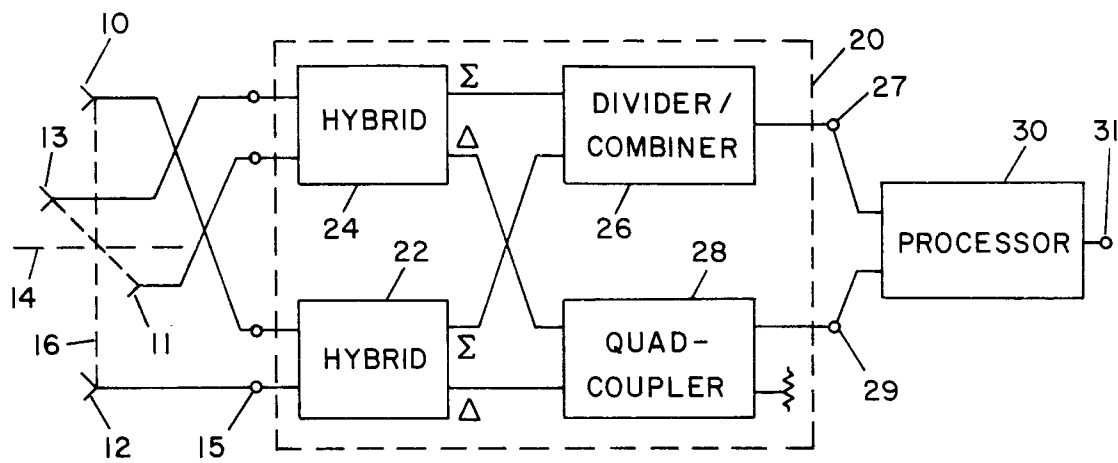 10
20
27
Σ
HYBRID
DIVIDER /
COMBINER
13
Δ
30
31
24
26
PROCESSOR
14
22
28
11
16
Σ
HYBRID
QUAD-
COUPLER
29
Δ
12
15